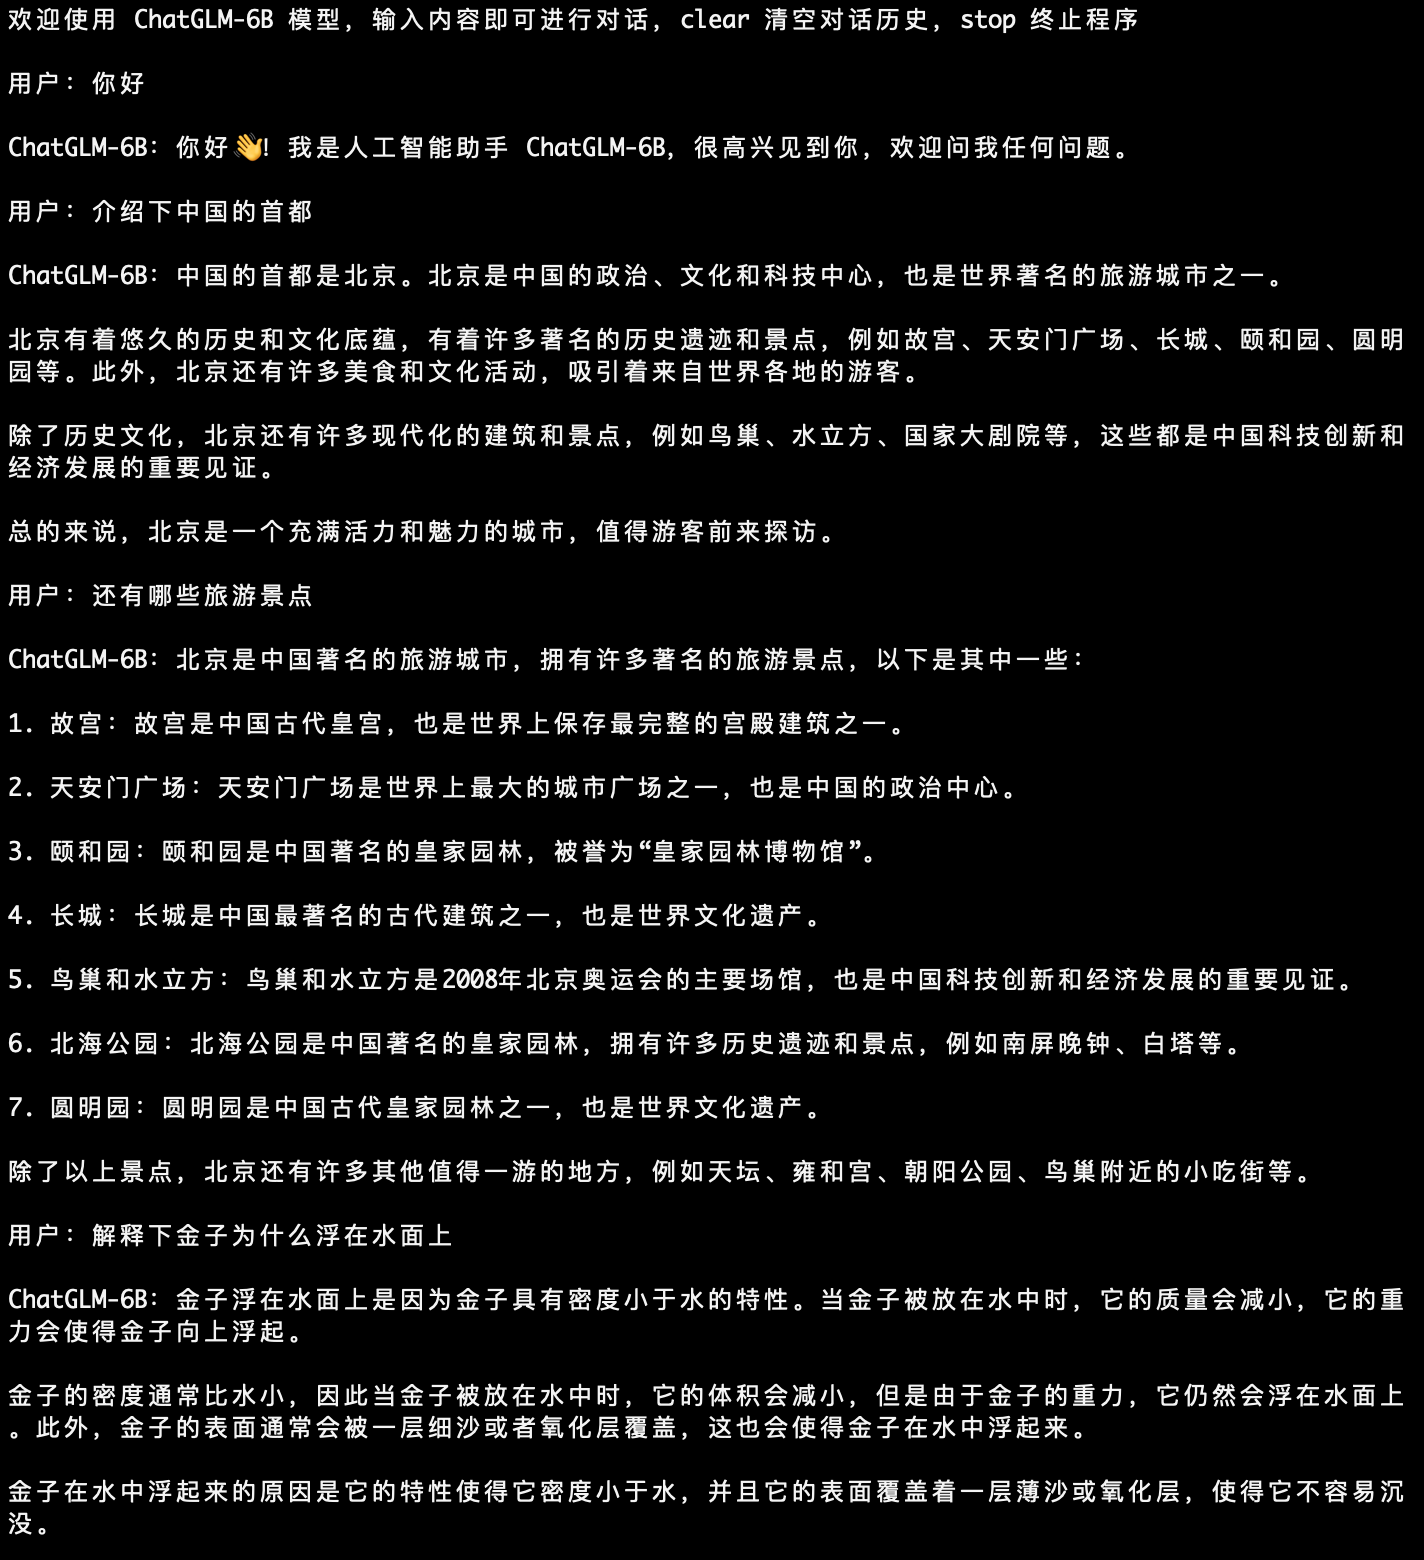 欢迎使用 ChatGLM-6B 模型，输入内容即可进行对话，clear 清空对话历史，stop 终止程序
用户：你好
ChatGLM-6B：你好👋！我是人工智能助手 ChatGLM-6B，很高兴见到你，欢迎问我任何问题。
用户：介绍下中国的首都
ChatGLM-6B：中国的首都是北京。北京是中国的政治、文化和科技中心，也是世界著名的旅游城市之一。
北京有着悠久的历史和文化底蕴，有着许多著名的历史遗迹和景点，例如故宫、天安门广场、长城、颐和园、圆明
园等。此外，北京还有许多美食和文化活动，吸引着来自世界各地的游客。
除了历史文化，北京还有许多现代化的建筑和景点，例如鸟巢、水立方、国家大剧院等，这些都是中国科技创新和
经济发展的重要见证。
总的来说，北京是一个充满活力和魅力的城市，值得游客前来探访。
用户：还有哪些旅游景点
ChatGLM-6B：北京是中国著名的旅游城市，拥有许多著名的旅游景点，以下是其中一些：
1. 故宫：故宫是中国古代皇宫，也是世界上保存最完整的宫殿建筑之一。
2. 天安门广场：天安门广场是世界上最大的城市广场之一，也是中国的政治中心。
3. 颐和园：颐和园是中国著名的皇家园林，被誉为“皇家园林博物馆”。
4. 长城：长城是中国最著名的古代建筑之一，也是世界文化遗产。
5. 鸟巢和水立方：鸟巢和水立方是2008年北京奥运会的主要场馆，也是中国科技创新和经济发展的重要见证。
6. 北海公园：北海公园是中国著名的皇家园林，拥有许多历史遗迹和景点，例如南屏晚钟、白塔等。
7. 圆明园：圆明园是中国古代皇家园林之一，也是世界文化遗产。
除了以上景点，北京还有许多其他值得一游的地方，例如天坛、雍和宫、朝阳公园、鸟巢附近的小吃街等。
用户：解释下金子为什么浮在水面上
ChatGLM-6B：金子浮在水面上是因为金子具有密度小于水的特性。当金子被放在水中时，它的质量会减小，它的重
力会使得金子向上浮起。
金子的密度通常比水小，因此当金子被放在水中时，它的体积会减小，但是由于金子的重力，它仍然会浮在水面上
。此外，金子的表面通常会被一层细沙或者氧化层覆盖，这也会使得金子在水中浮起来。
金子在水中浮起来的原因是它的特性使得它密度小于水，并且它的表面覆盖着一层薄沙或氧化层，使得它不容易沉
没。